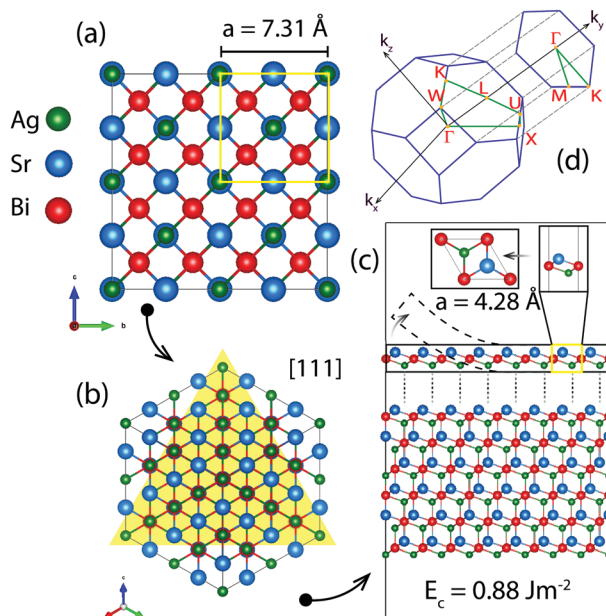 (a)
a = 7.31 Å
Ag
Sr
Bi
c
b
(b)
[111]
c
k_z
k_y
k_x
K
W
L
U
Γ
X
Γ
M
K
(d)
(c)
a = 4.28 Å
E_c = 0.88 Jm⁻²